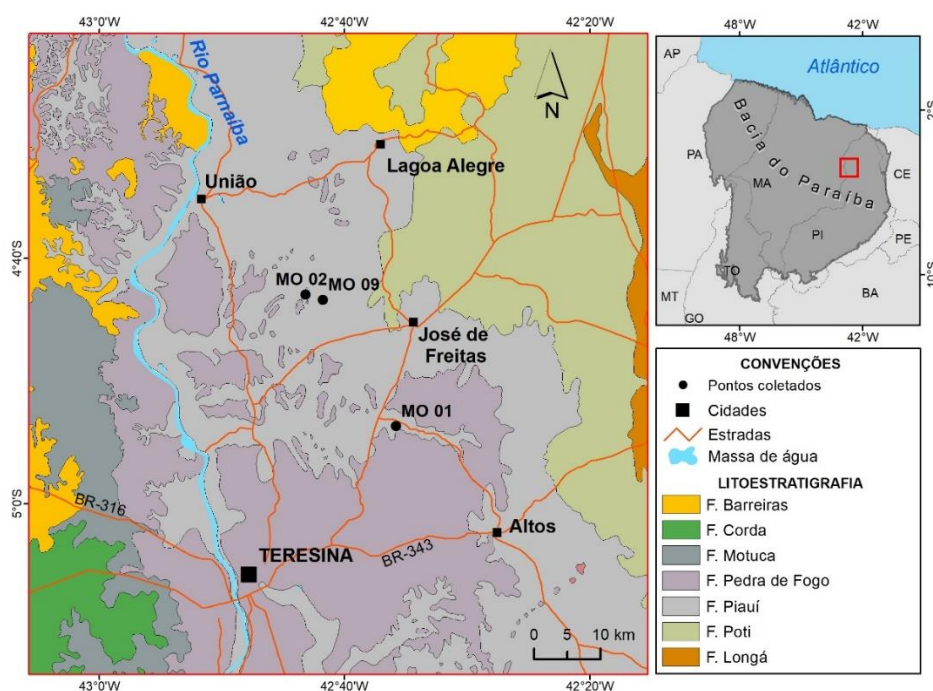 43°0'W
42°40'W
42°20'W
Rio Parnaíba
N
Lagoa Alegre
União
4°40'S
MO 02
MO 09
José de
Freitas
MO 01
5°0'S
BR-316
Altos
TERESINA
BR-343
0 5 10 km
43°0'W
42°40'W
42°20'W
48°W
42°W
AP
Atlântico
2°S
PA
Bacia do Paraíba
CE
MA
PI
PE
TO
10°S
MT
BA
GO
48°W
42°W
CONVENÇÕES
Pontos coletados
Cidades
Estradas
Massa de água
LITOESTRATIGRAFIA
F. Barreiras
F. Corda
F. Motuca
F. Pedra de Fogo
F. Piauí
F. Poti
F. Longá